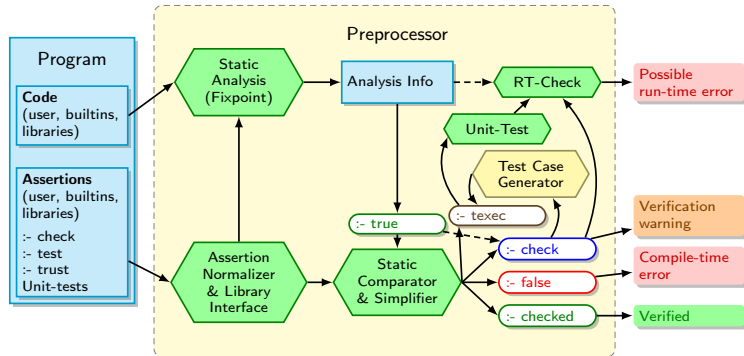 Preprocessor
Program
Code
(user, builtins,
libraries)
Assertions
(user, builtins,
libraries)
:- check
:- test
:- trust
Unit-tests
Static
Analysis
(Fixpoint)
Analysis Info
RT-Check
Possible
run-time error
Unit-Test
Test Case
Generator
:- texec
:- true
Assertion
Normalizer
& Library
Interface
Static
Comparator
& Simplifier
:- check
:- false
:- checked
Verification
warning
Compile-time
error
Verified